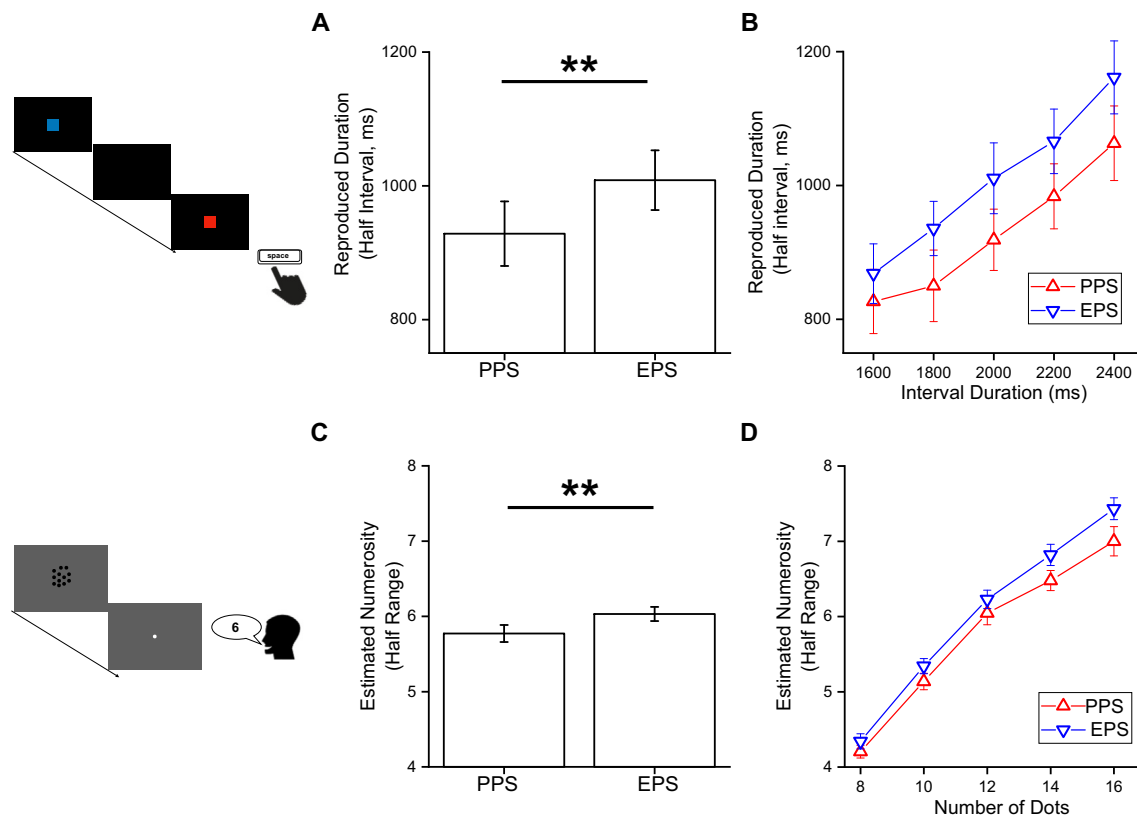 A
Reproduced Duration
(Half Interval, ms)
1200
1000
800
**
PPS
EPS
space
B
Reproduced Duration
(Half interval, ms)
1200
1000
800
PPS
EPS
1600
1800
2000
2200
2400
Interval Duration (ms)
C
Estimated Numerosity
(Half Range)
8
7
6
5
4
**
PPS
EPS
6
D
Estimated Numerosity
(Half Range)
8
7
6
5
4
PPS
EPS
8
10
12
14
16
Number of Dots